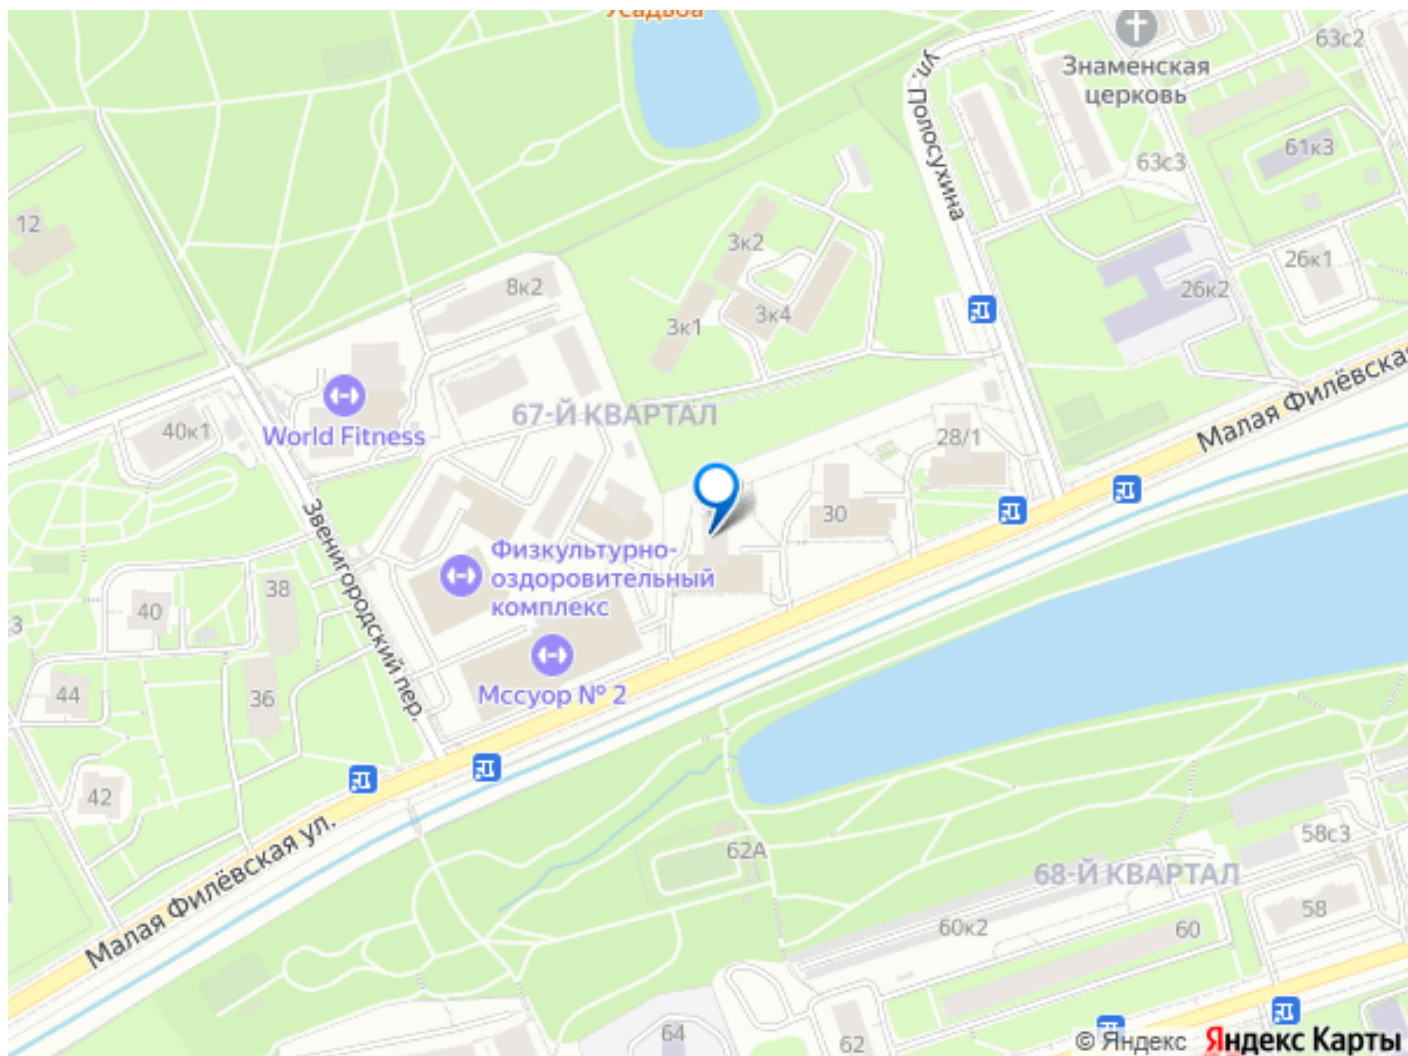 Усадьба
63с2
Знаменская
церковь
ул. Полосухина
61к3
63с3
12
3к2
26к1
8к2
26к2
3к4
3к1
67-Й КВАРТАЛ
Малая Филёвская
40к1
World Fitness
28/1
30
Звенигородский пер.
Физкультурно-
оздоровительный
комплекс
38
40
3
44
36
Мссуор № 2
42
Малая Филёвская ул.
58с3
62А
68-Й КВАРТАЛ
58
60к2
60
64
62
© Яндекс Яндекс Карты